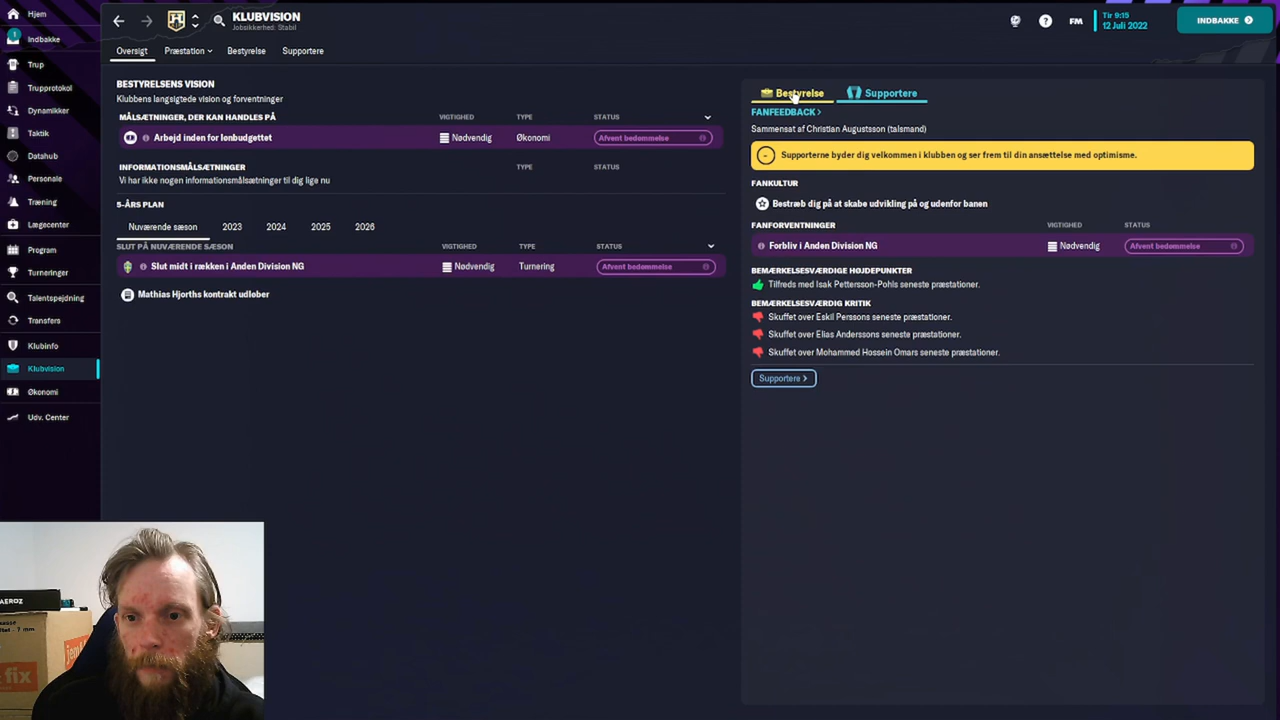 Hjem
KLUBVISION
Jobsikkerhed: Stabil
FM
Tir 9:15
12 Juli 2022
INDBAKKE
1
Indbakke
Trup
Trupprotokol
Dynamikker
Taktik
Datahub
Personale
Træning
Lægecenter
Program
Turneringer
Talentspejdning
Transfers
Klubinfo
Klubvision
Økonomi
Udv. Center
Oversigt
Præstation
Bestyrelse
Supportere
BESTYRELSENS VISION
Klubbens langsigtede vision og forventninger
MÅLSÆTNINGER, DER KAN HANDLES PÅ VIGTIGHED TYPE STATUS
Arbejd inden for lønbudgettet Nødvendig Økonomi Afvent bedømmelse
INFORMATIONSMÅLSÆTNINGER TYPE STATUS
Vi har ikke nogen informationsmålsætninger til dig lige nu
5-ÅRS PLAN
Nuværende sæson 2023 2024 2025 2026
SLUT PÅ NUVÆRENDE SÆSON VIGTIGHED TYPE STATUS
Slut midt i rækken i Anden Division NG Nødvendig Turnering Afvent bedømmelse
Mathias Hjorths kontrakt udløber
Bestyrelse Supportere
FANFEEDBACK
Sammensat af Christian Augustsson (talsmand)
Supporterne byder dig velkommen i klubben og ser frem til din ansættelse med optimisme.
FANKULTUR
Bestræb dig på at skabe udvikling på og udenfor banen
FANFORVENTNINGER VIGTIGHED STATUS
Forbliv i Anden Division NG Nødvendig Afvent bedømmelse
BEMÆRKELSESVÆRDIGE HØJDEPUNKTER
Tilfreds med Isak Pettersson-Pohls seneste præstationer.
BEMÆRKELSESVÆRDIG KRITIK
Skuffet over Eskil Perssons seneste præstationer.
Skuffet over Elias Anderssons seneste præstationer.
Skuffet over Mohammed Hossein Omars seneste præstationer.
Supportere
AEROZ
fix